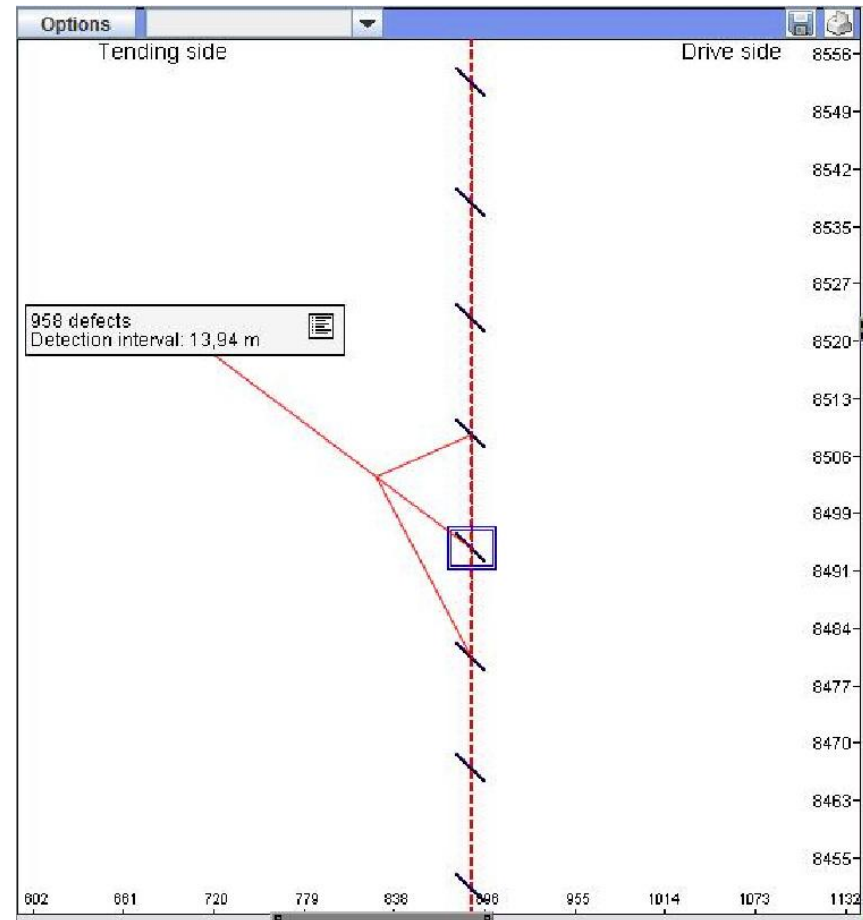 Options
Tending side
Drive side
8556
8549
8542
8535
8527
958 defects
Detection interval: 13,94 m
8520
8513
8506
8499
8491
8484
8477
8470
8463
8455
602 661 720 779 838 896 955 1014 1073 1132